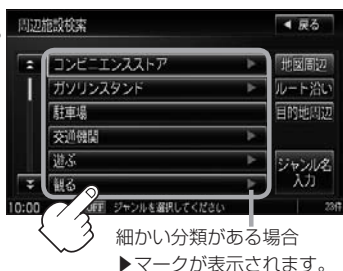 周辺施設検索
◀ 戻る
コンビニエンスストア ▶
地図周辺
ガソリンスタンド ▶
ルート沿い
駐車場
目的地周辺
交通機関 ▶
遊ぶ ▶
ジャンル名
入力
観る ▶
10:00 OFF ジャンルを選択してください
細かい分類がある場合
▶マークが表示されます。